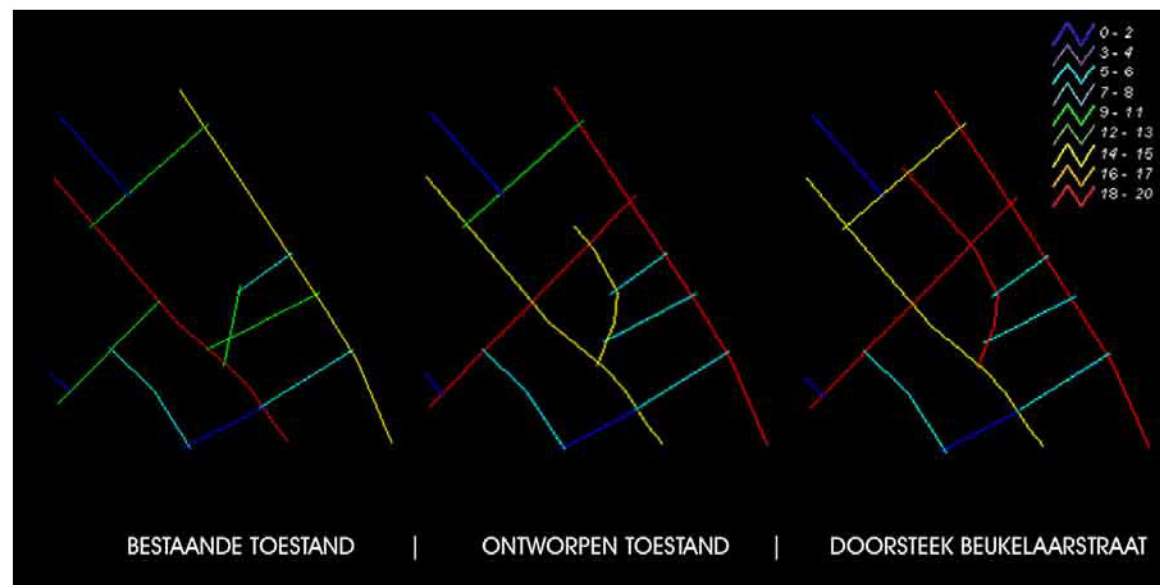 0 - 2
3 - 4
5 - 6
7 - 8
9 - 11
12 - 13
14 - 15
16 - 17
18 - 20
BESTAANDE TOESTAND | ONTWORPEN TOESTAND | DOORSTEEK BEUKELAARSTRAAT